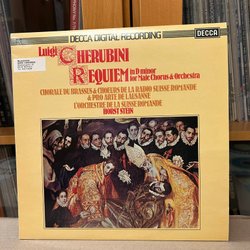 DECCA DIGITAL RECORDING
DECCA
Luigi CHERUBINI
REQUIEM in D minor
for Male Chorus & Orchestra
CHORALE DU BRASSUS & CHOEURS DE LA RADIO SUISSE ROMANDE
& PRO ARTE DE LAUSANNE
L'ORCHESTRE DE LA SUISSE ROMANDE
HORST STEIN